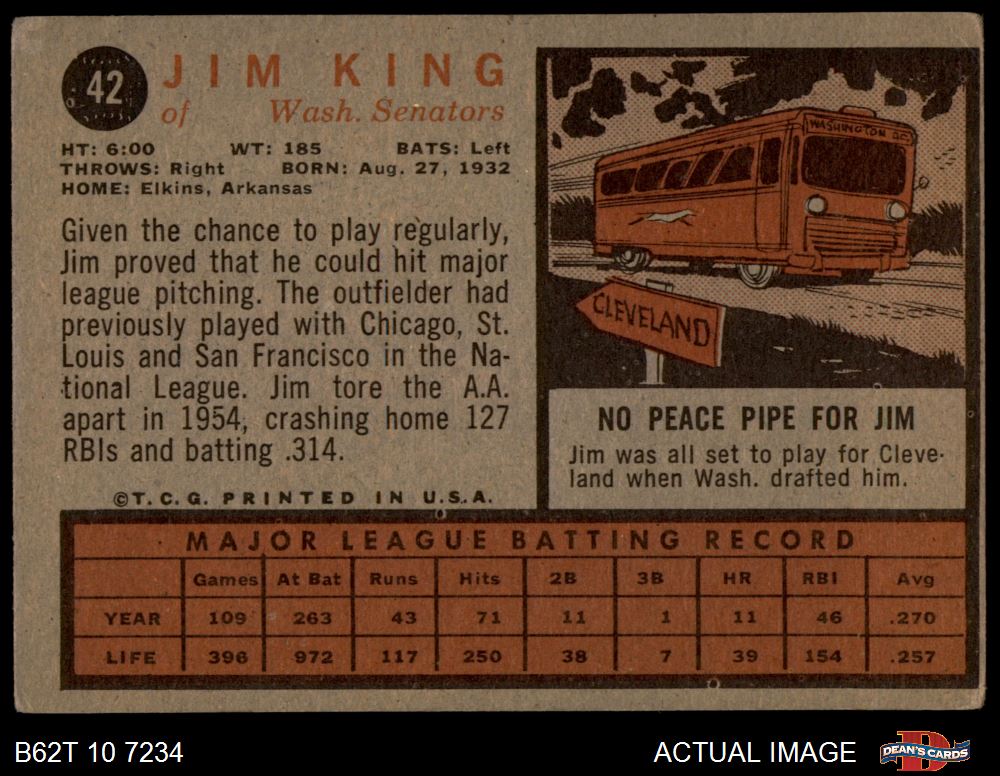 42
JIM KING
of Wash. Senators
HT: 6:00 WT: 185 BATS: Left
THROWS: Right BORN: Aug. 27, 1932
HOME: Elkins, Arkansas
Given the chance to play regularly,
Jim proved that he could hit major
league pitching. The outfielder had
previously played with Chicago, St.
Louis and San Francisco in the Na-
tional League. Jim tore the A.A.
apart in 1954, crashing home 127
RBIs and batting .314.
©T.C.G. PRINTED IN U.S.A.
WASHINGTON DC
CLEVELAND
NO PEACE PIPE FOR JIM
Jim was all set to play for Cleve-
land when Wash. drafted him.
MAJOR LEAGUE BATTING RECORD
Games At Bat Runs Hits 2B 3B HR RBI Avg
YEAR 109 263 43 71 11 1 11 46 .270
LIFE 396 972 117 250 38 7 39 154 .257
B62T 10 7234
ACTUAL IMAGE
D
DEAN'S CARDS